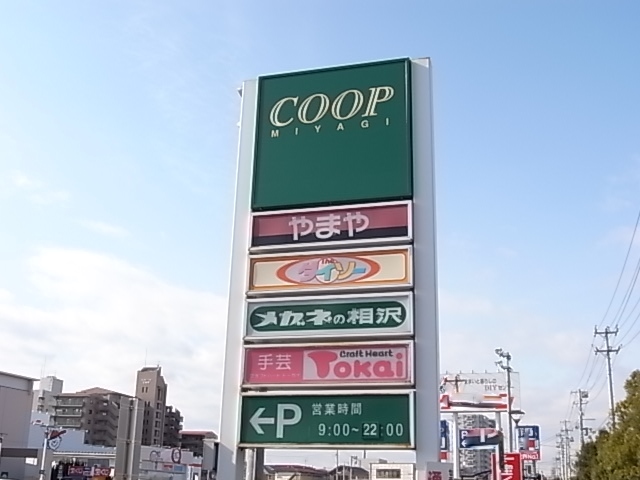 COOP
MIYAGI
やまや
The
ダイソー
メガネの相沢
手芸 Craft Heart
Tokai
←P 営業時間
9:00~22:00
DIY
P